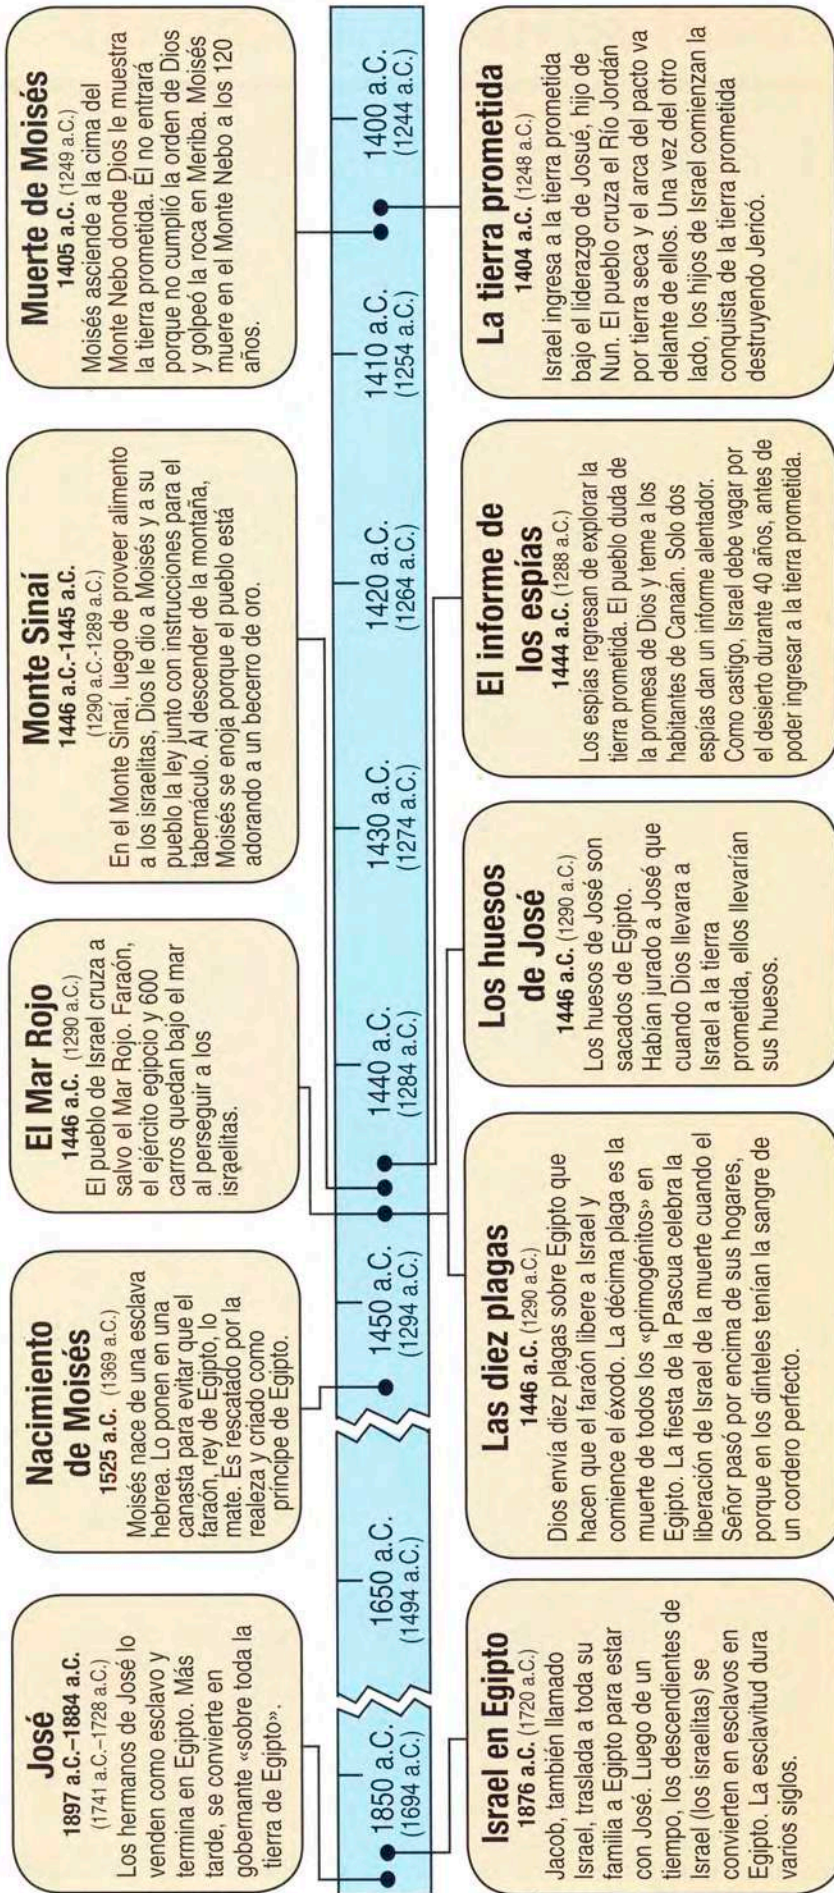 José
1897 a.C.–1884 a.C.
(1741 a.C.–1728 a.C.)
Los hermanos de José lo
venden como esclavo y
termina en Egipto. Más
tarde, se convierte en
gobernante «sobre toda la
tierra de Egipto».
Nacimiento
de Moisés
1525 a.C. (1369 a.C.)
Moisés nace de una esclava
hebrea. Lo ponen en una
canasta para evitar que el
faraón, rey de Egipto, lo
mate. Es rescatado por la
realeza y criado como
príncipe de Egipto.
El Mar Rojo
1446 a.C. (1290 a.C.)
El pueblo de Israel cruza a
salvo el Mar Rojo. Faraón,
el ejército egipcio y 600
carros quedan bajo el mar
al perseguir a los
israelitas.
Monte Sinaí
1446 a.C.-1445 a.C.
(1290 a.C.-1289 a.C.)
En el Monte Sinaí, luego de proveer alimento
a los israelitas, Dios le dio a Moisés y a su
pueblo la ley junto con instrucciones para el
tabernáculo. Al descender de la montaña,
Moisés se enoja porque el pueblo está
adorando a un becerro de oro.
Muerte de Moisés
1405 a.C. (1249 a.C.)
Moisés asciende a la cima del
Monte Nebo donde Dios le muestra
la tierra prometida. Él no entrará
porque no cumplió la orden de Dios
y golpeó la roca en Meriba. Moisés
muere en el Monte Nebo a los 120
años.
1850 a.C.
(1694 a.C.)
1650 a.C.
(1494 a.C.)
1450 a.C.
(1294 a.C.)
1440 a.C.
(1284 a.C.)
1430 a.C.
(1274 a.C.)
1420 a.C.
(1264 a.C.)
1410 a.C.
(1254 a.C.)
1400 a.C.
(1244 a.C.)
Israel en Egipto
1876 a.C. (1720 a.C.)
Jacob, también llamado
Israel, traslada a toda su
familia a Egipto para estar
con José. Luego de un
tiempo, los descendientes de
Israel (los israelitas) se
convierten en esclavos en
Egipto. La esclavitud dura
varios siglos.
Las diez plagas
1446 a.C. (1290 a.C.)
Dios envía diez plagas sobre Egipto que
hacen que el faraón libere a Israel y
comience el éxodo. La décima plaga es la
muerte de todos los «primogénitos» en
Egipto. La fiesta de la Pascua celebra la
liberación de Israel de la muerte cuando el
Señor pasó por encima de sus hogares,
porque en los dinteles tenían la sangre de
un cordero perfecto.
Los huesos
de José
1446 a.C. (1290 a.C.)
Los huesos de José son
sacados de Egipto.
Habían jurado a José que
cuando Dios llevara a
Israel a la tierra
prometida, ellos llevarían
sus huesos.
El informe de
los espías
1444 a.C. (1288 a.C.)
Los espías regresan de explorar la
tierra prometida. El pueblo duda de
la promesa de Dios y teme a los
habitantes de Canaán. Solo dos
espías dan un informe alentador.
Como castigo, Israel debe vagar por
el desierto durante 40 años, antes de
poder ingresar a la tierra prometida.
La tierra prometida
1404 a.C. (1248 a.C.)
Israel ingresa a la tierra prometida
bajo el liderazgo de Josué, hijo de
Nun. El pueblo cruza el Río Jordán
por tierra seca y el arca del pacto va
delante de ellos. Una vez del otro
lado, los hijos de Israel comienzan la
conquista de la tierra prometida
destruyendo Jericó.